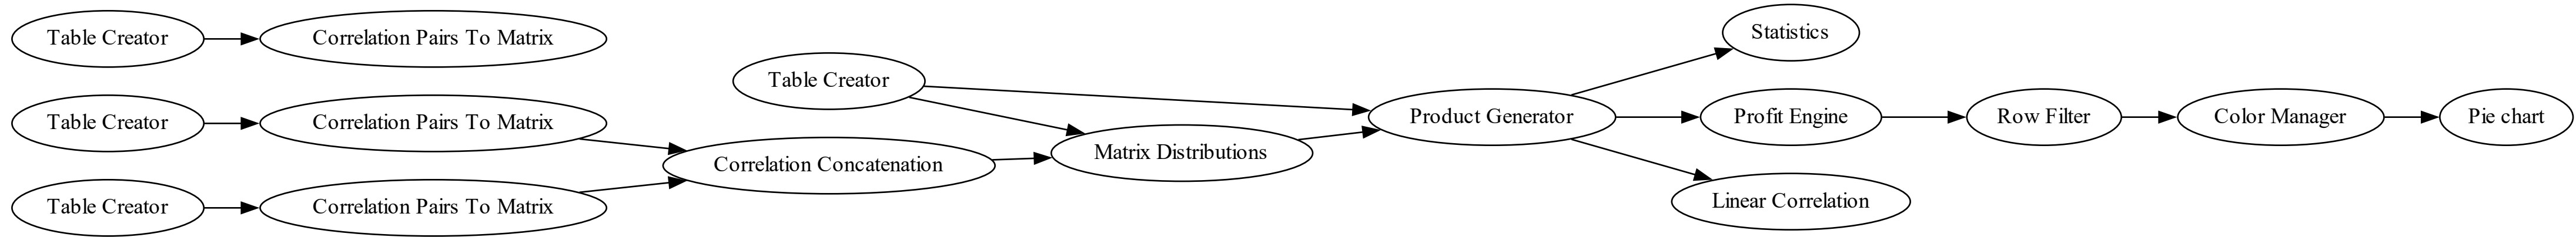 Table Creator
Correlation Pairs To Matrix
Table Creator
Correlation Pairs To Matrix
Table Creator
Correlation Pairs To Matrix
Table Creator
Correlation Concatenation
Matrix Distributions
Product Generator
Statistics
Profit Engine
Linear Correlation
Row Filter
Color Manager
Pie chart